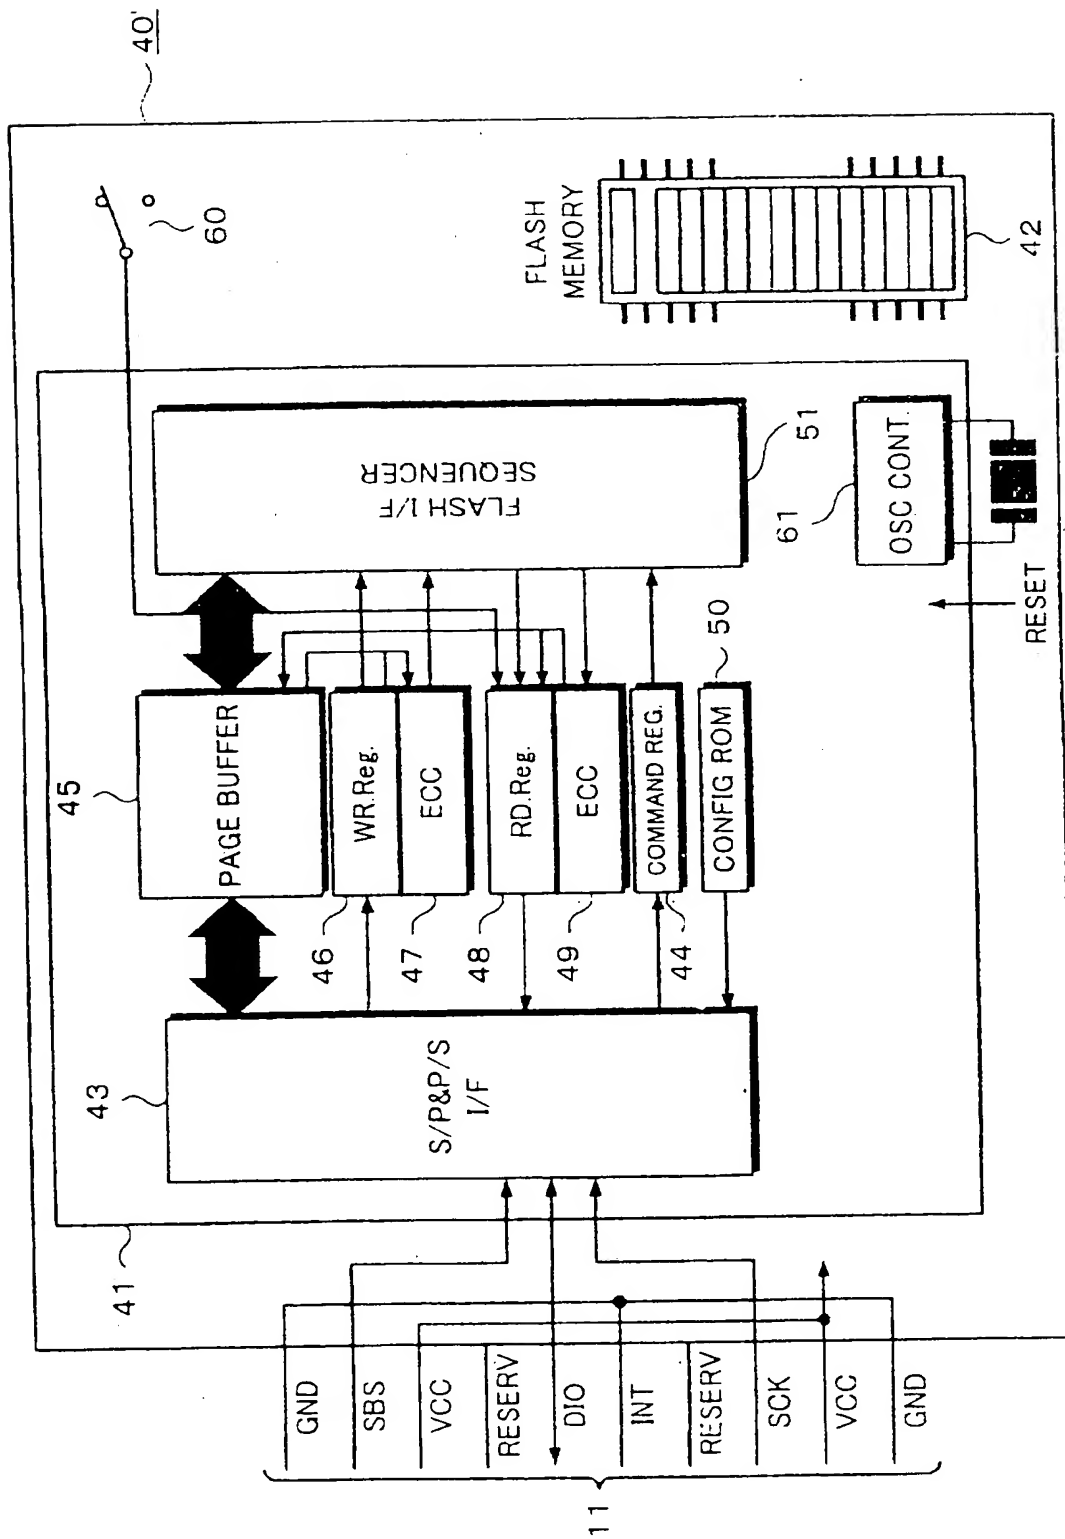 40'
60
FLASH
MEMORY
42
45
PAGE BUFFER
46
WR.Reg.
47
ECC
48
RD.Reg.
49
ECC
44
COMMAND REG.
50
CONFIG ROM
FLASH I/F
SEQUENCER
51
61
OSC CONT.
RESET
43
S/P&P/S
I/F
41
GND
SBS
VCC
RESERV
DIO
INT
RESERV
SCK
VCC
GND
11